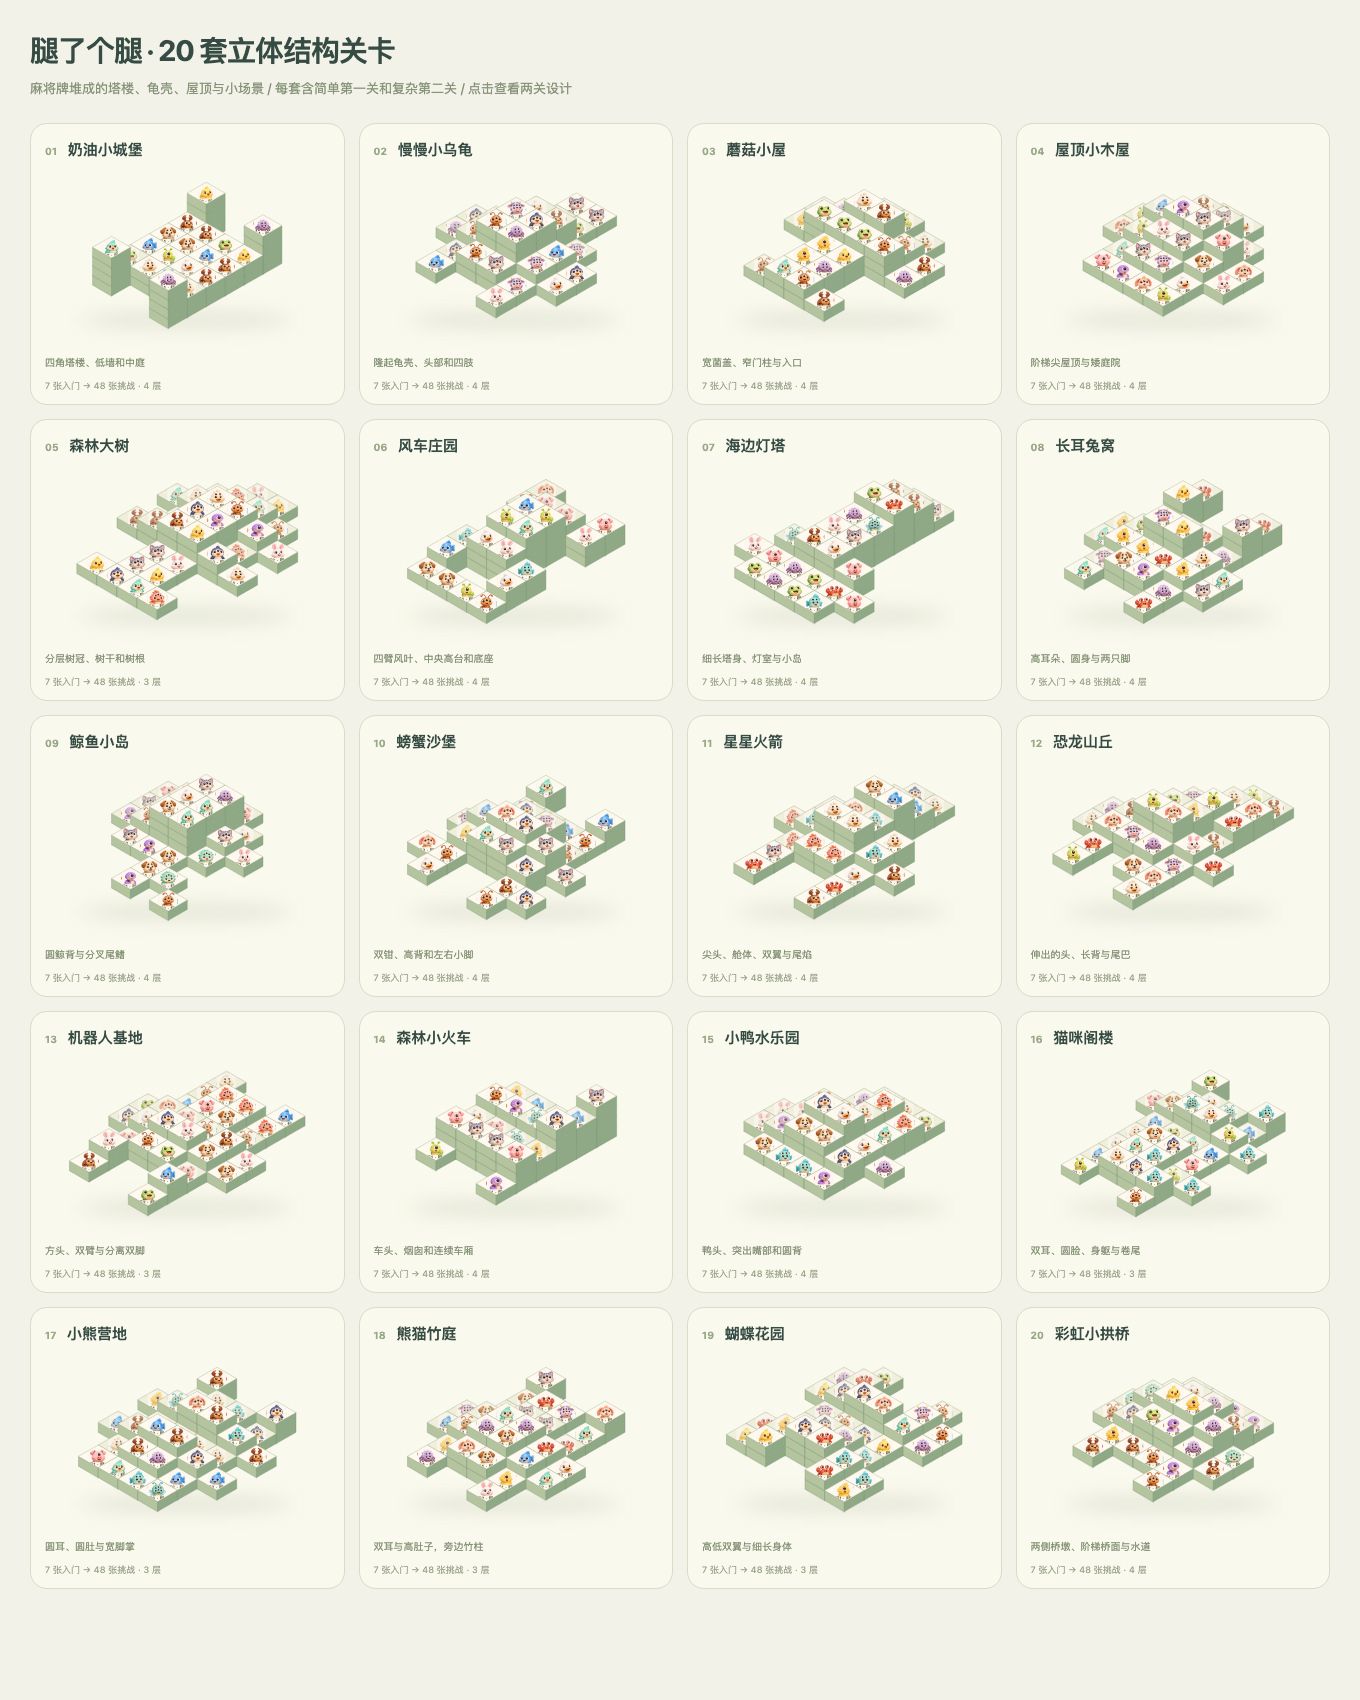 腿了个腿·20 套立体结构关卡
麻将牌堆成的塔楼、龟壳、屋顶与小场景 / 每套含简单第一关和复杂第二关 / 点击查看两关设计
01 奶油小城堡
四角塔楼、低墙和中庭
7 张入门 → 48 张挑战 · 4 层
02 慢慢小乌龟
隆起龟壳、头部和四肢
7 张入门 → 48 张挑战 · 4 层
03 蘑菇小屋
宽菌盖、窄门柱与入口
7 张入门 → 48 张挑战 · 4 层
04 屋顶小木屋
阶梯尖屋顶与矮庭院
7 张入门 → 48 张挑战 · 4 层
05 森林大树
分层树冠、树干和树根
7 张入门 → 48 张挑战 · 3 层
06 风车庄园
四臂风叶、中央高台和底座
7 张入门 → 48 张挑战 · 4 层
07 海边灯塔
细长塔身、灯室与小岛
7 张入门 → 48 张挑战 · 4 层
08 长耳兔窝
高耳朵、圆身与两只脚
7 张入门 → 48 张挑战 · 4 层
09 鲸鱼小岛
圆鲸背与分叉尾鳍
7 张入门 → 48 张挑战 · 4 层
10 螃蟹沙堡
双钳、高背和左右小脚
7 张入门 → 48 张挑战 · 4 层
11 星星火箭
尖头、舱体、双翼与尾焰
7 张入门 → 48 张挑战 · 4 层
12 恐龙山丘
伸出的头、长背与尾巴
7 张入门 → 48 张挑战 · 4 层
13 机器人基地
方头、双臂与分离双脚
7 张入门 → 48 张挑战 · 3 层
14 森林小火车
车头、烟囱和连续车厢
7 张入门 → 48 张挑战 · 4 层
15 小鸭水乐园
鸭头、突出嘴部和圆背
7 张入门 → 48 张挑战 · 4 层
16 猫咪阁楼
双耳、圆脸、身躯与卷尾
7 张入门 → 48 张挑战 · 3 层
17 小熊营地
圆耳、圆肚与宽脚掌
7 张入门 → 48 张挑战 · 3 层
18 熊猫竹庭
双耳与高肚子，旁边竹柱
7 张入门 → 48 张挑战 · 3 层
19 蝴蝶花园
高低双翼与细长身体
7 张入门 → 48 张挑战 · 3 层
20 彩虹小拱桥
两侧桥墩、阶梯桥面与水道
7 张入门 → 48 张挑战 · 4 层